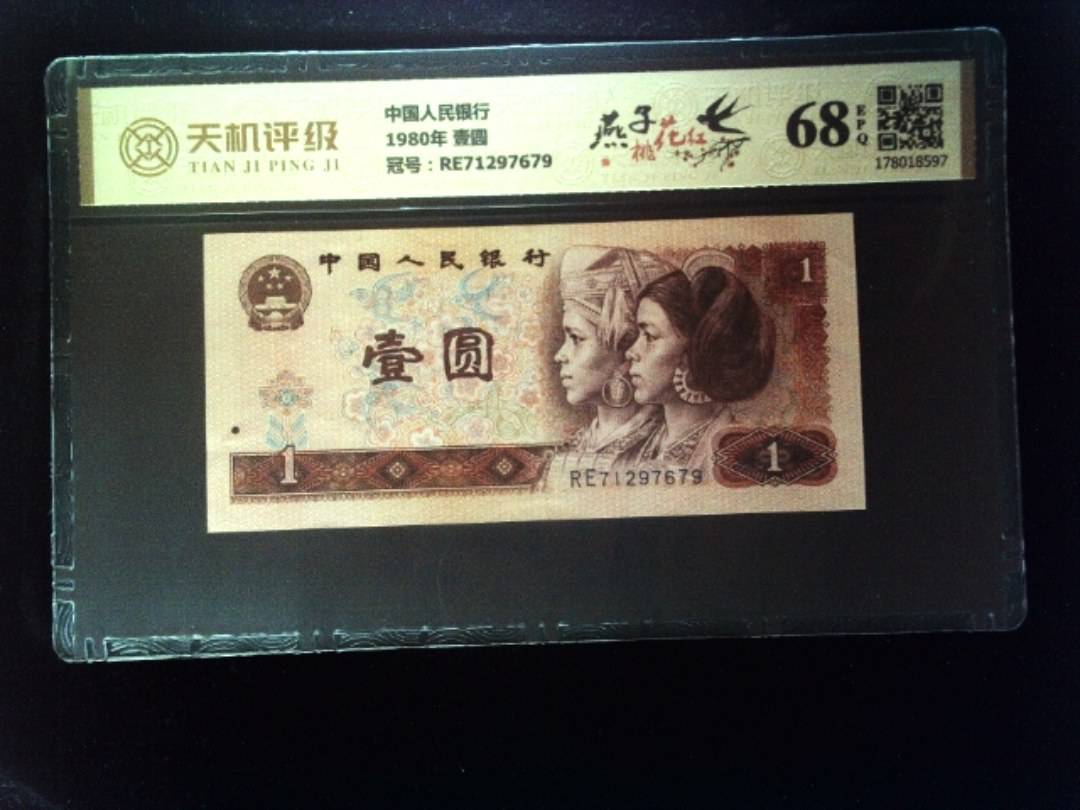 天机评级
TIAN JI PING JI
中国人民银行
1980年 壹圆
冠号：RE71297679
燕子桃花红
68
EPQ
178018597
中国人民银行
1
壹圆
1
RE71297679
1